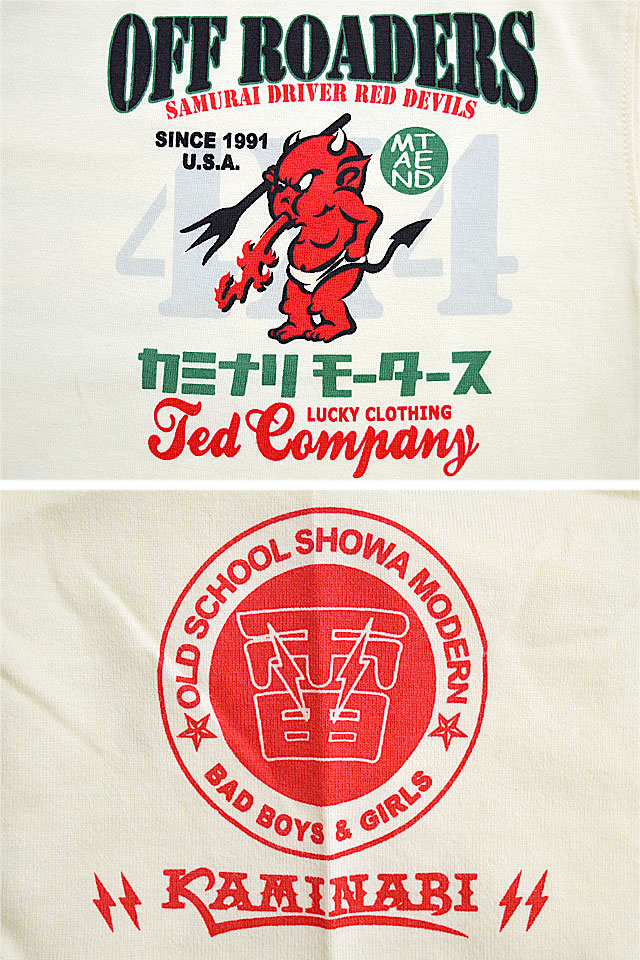 OFF ROADERS
SAMURAI DRIVER RED DEVILS
SINCE 1991
U.S.A.
MT
AE
ND
4X4
カミナリ モータース
LUCKY CLOTHING
Ted Company
OLD SCHOOL SHOWA MODERN
雷
BAD BOYS & GIRLS
KAMINARI